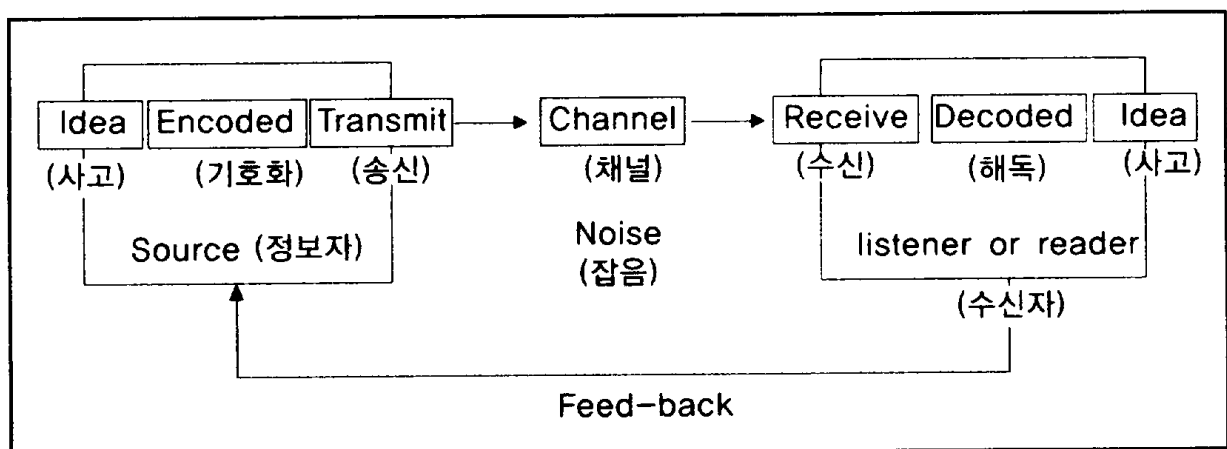 Idea Encoded Transmit Channel Receive Decoded Idea
(사고) (기호화) (송신) (채널) (수신) (해독) (사고)
Source (정보자) Noise listener or reader
(잡음) (수신자)
Feed-back